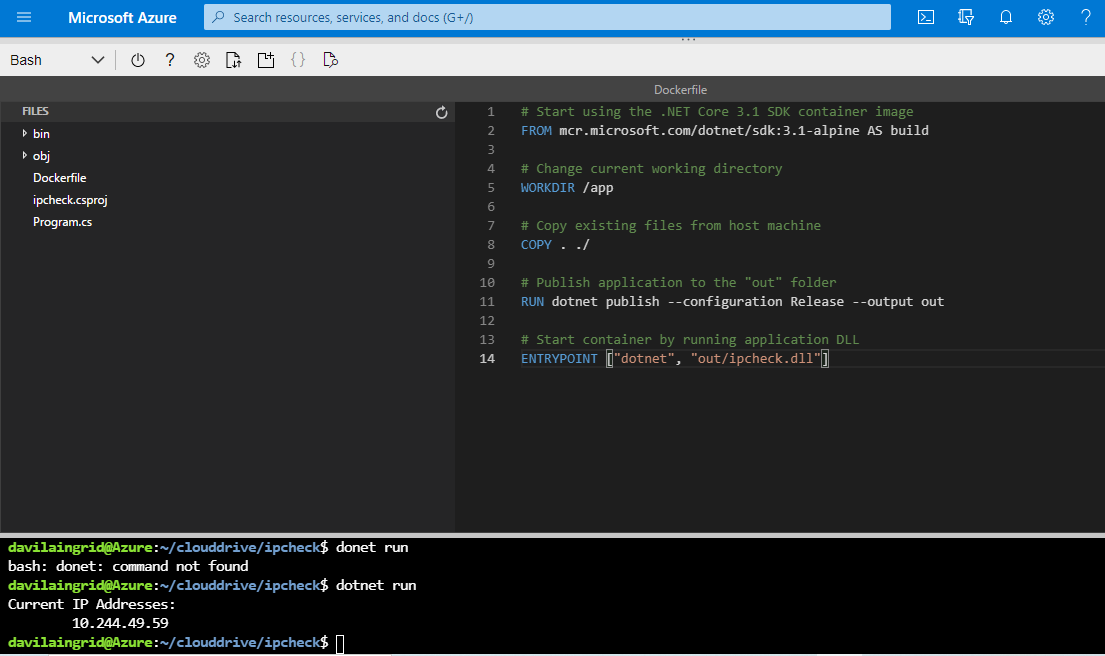 Microsoft Azure
Search resources, services, and docs (G+/)
Bash
Dockerfile
FILES
bin
obj
Dockerfile
ipcheck.csproj
Program.cs
1 # Start using the .NET Core 3.1 SDK container image
2 FROM mcr.microsoft.com/dotnet/sdk:3.1-alpine AS build
3
4 # Change current working directory
5 WORKDIR /app
6
7 # Copy existing files from host machine
8 COPY . ./
9
10 # Publish application to the "out" folder
11 RUN dotnet publish --configuration Release --output out
12
13 # Start container by running application DLL
14 ENTRYPOINT ["dotnet", "out/ipcheck.dll"]
davilaingrid@Azure:~/clouddrive/ipcheck$ donet run
bash: donet: command not found
davilaingrid@Azure:~/clouddrive/ipcheck$ dotnet run
Current IP Addresses:
10.244.49.59
davilaingrid@Azure:~/clouddrive/ipcheck$